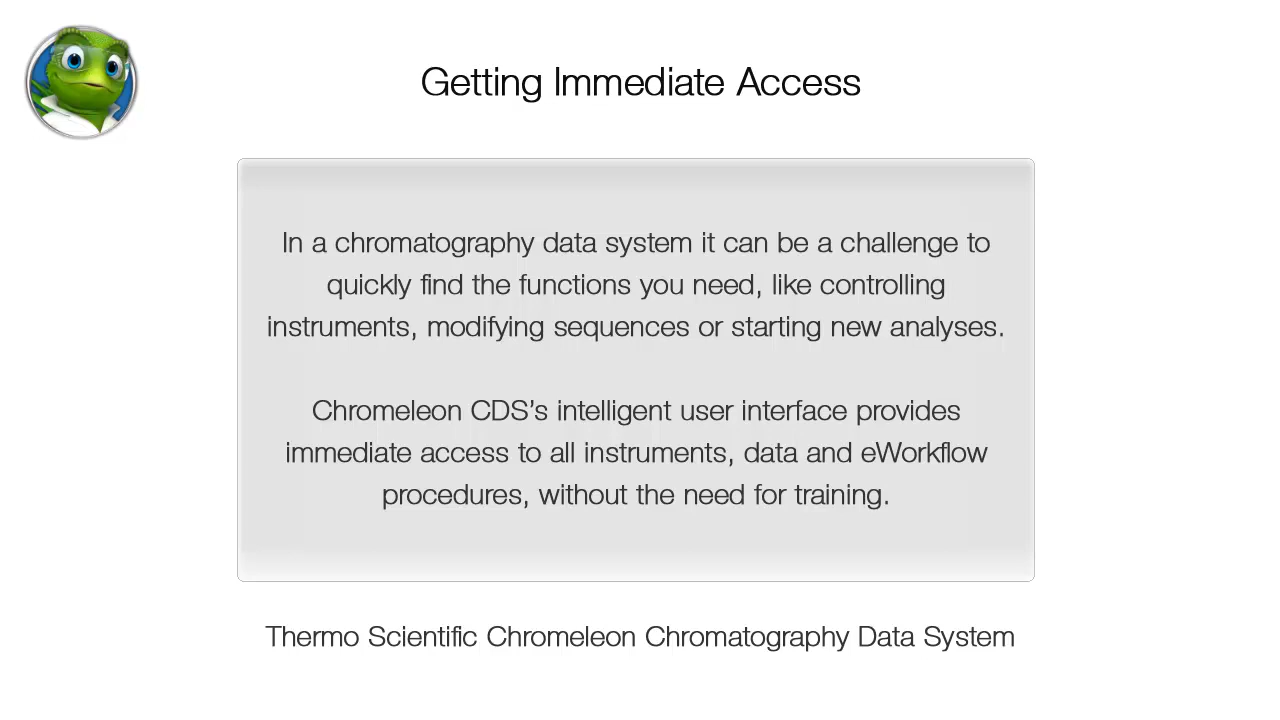 Getting Immediate Access
In a chromatography data system it can be a challenge to
quickly find the functions you need, like controlling
instruments, modifying sequences or starting new analyses.
Chromeleon CDS’s intelligent user interface provides
immediate access to all instruments, data and eWorkflow
procedures, without the need for training.
Thermo Scientific Chromeleon Chromatography Data System